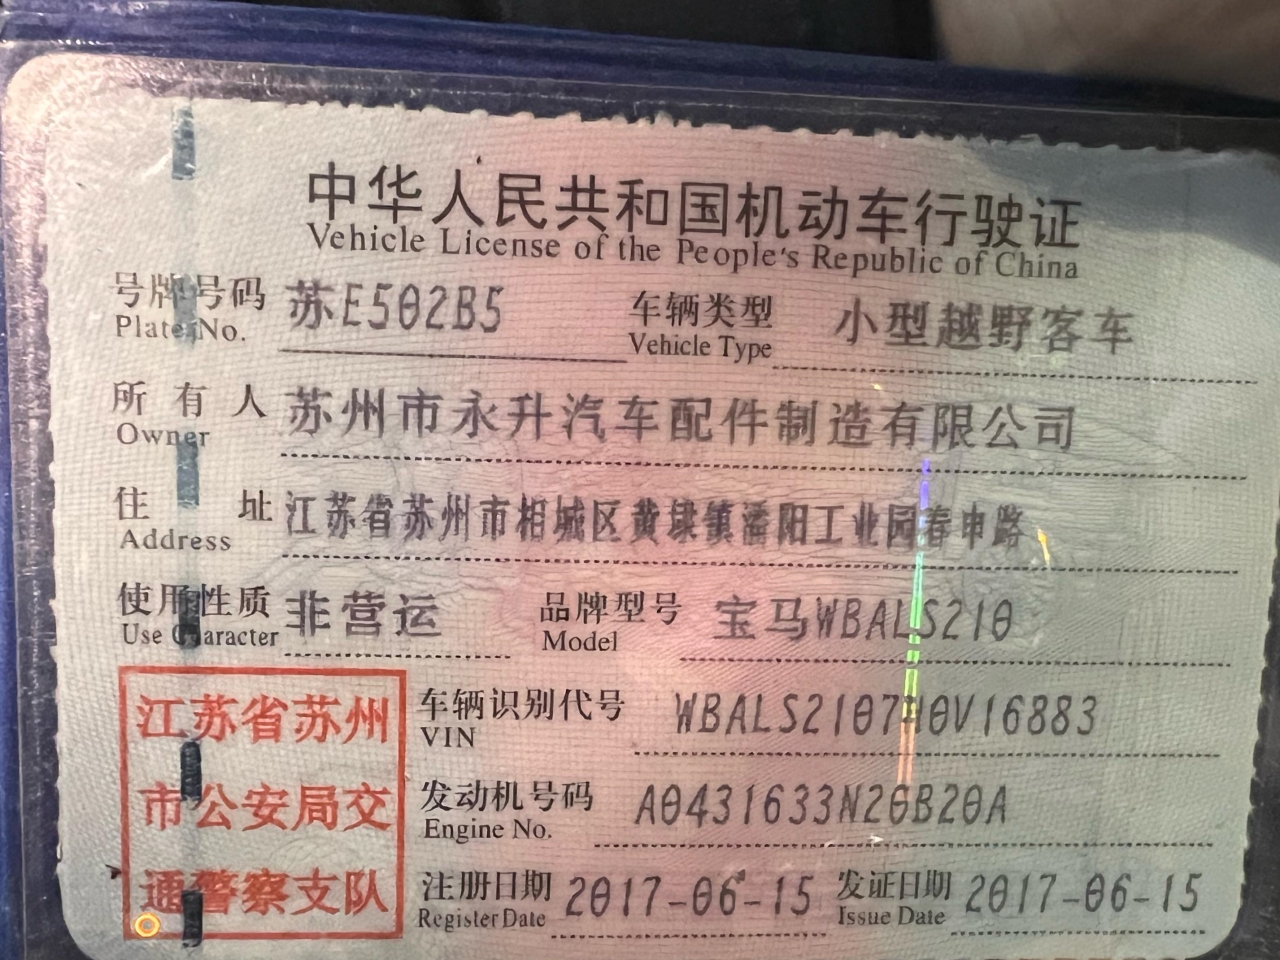 中华人民共和国机动车行驶证
Vehicle License of the People's Republic of China
号牌号码 苏E502B5 车辆类型 小型越野客车
Plate No. Vehicle Type
所有人 苏州市永升汽车配件制造有限公司
Owner
住址 江苏省苏州市相城区黄埭镇潘阳工业园春申路
Address
使用性质 非营运 品牌型号 宝马WBALS210
Use Character Model
江苏省苏州
市公安局交
通警察支队
车辆识别代号 WBALS2107H0V16883
VIN
发动机号码 A0431633N20B20A
Engine No.
注册日期 2017-06-15 发证日期 2017-06-15
Register Date Issue Date